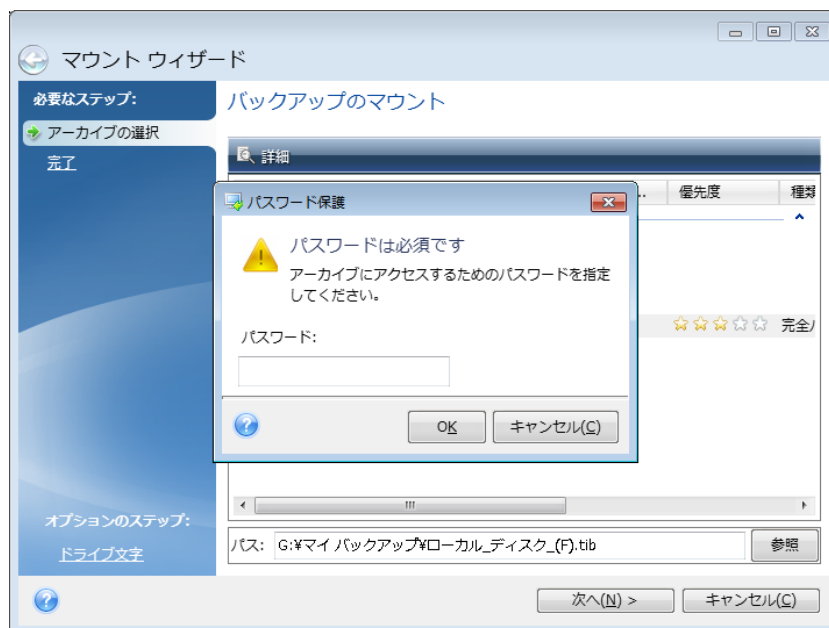 マウント ウィザード
必要なステップ:
アーカイブの選択
完了
オプションのステップ:
ドライブ文字
バックアップのマウント
詳細
..
優先度
種類
完全バ
パスワード保護
パスワードは必須です
アーカイブにアクセスするためのパスワードを指定
してください。
パスワード:
OK
キャンセル(C)
パス:
G:¥マイ バックアップ¥ローカル_ディスク_(F).tib
参照
次へ(N) >
キャンセル(C)